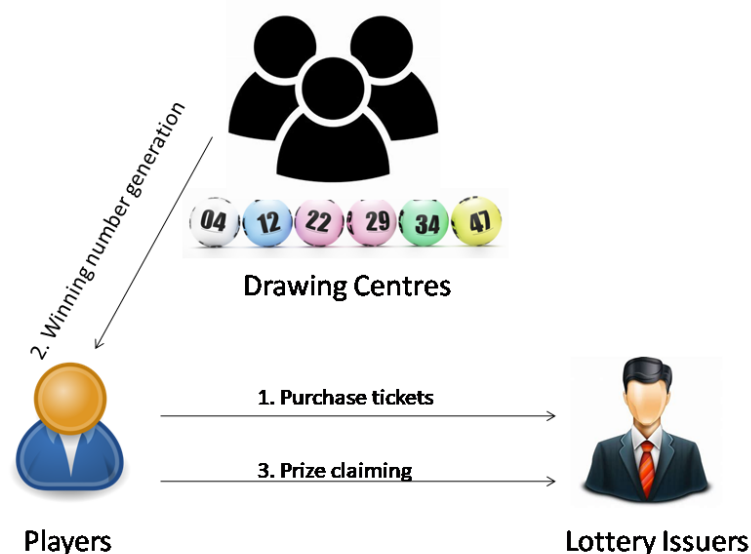 04 12 22 29 34 47
Drawing Centres
2. Winning number generation
1. Purchase tickets
3. Prize claiming
Players
Lottery Issuers